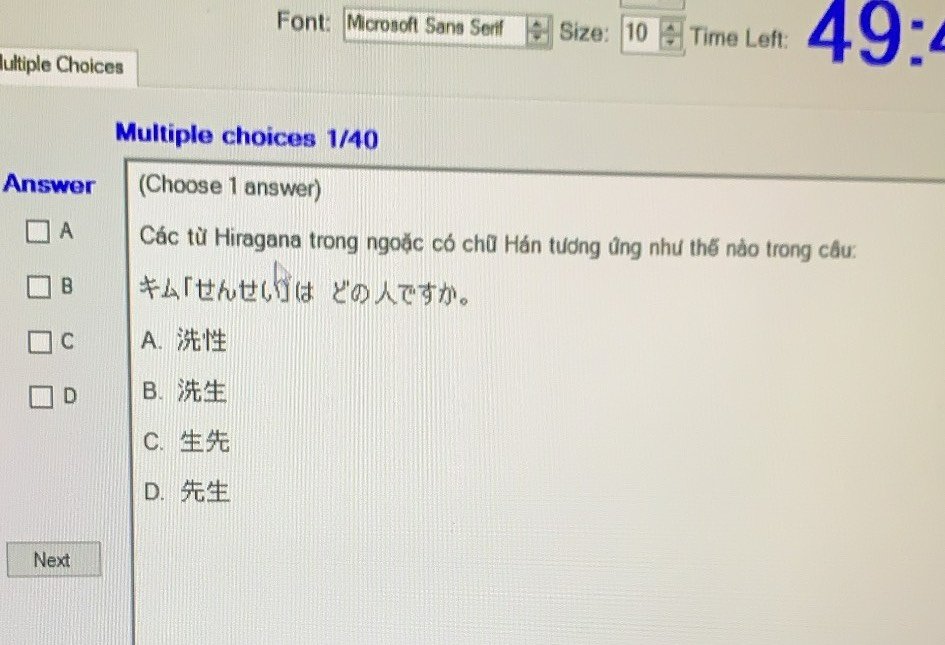 Font: Microsoft Sans Serif Size: 10 Time Left: 49:
Multiple Choices
Multiple choices 1/40
Answer
(Choose 1 answer)
A
Các từ Hiragana trong ngoặc có chữ Hán tương ứng như thế nào trong câu:
B
キム「せんせい」は どの人ですか。
C
A. 洗性
D
B. 洗生
C. 生先
D. 先生
Next